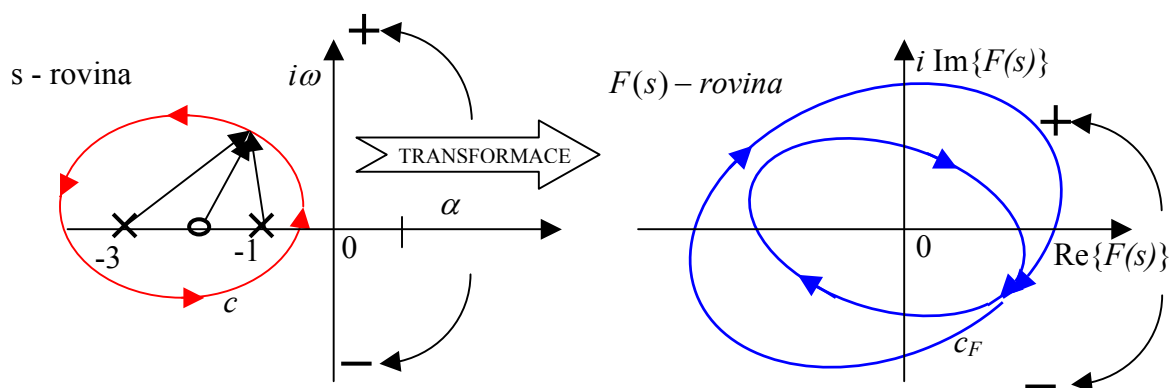 s - rovina
iω
+
TRANSFORMACE
α
-3
-1
0
c
−
F(s) – rovina
i Im{F(s)}
+
0
Re{F(s)}
c_F
−